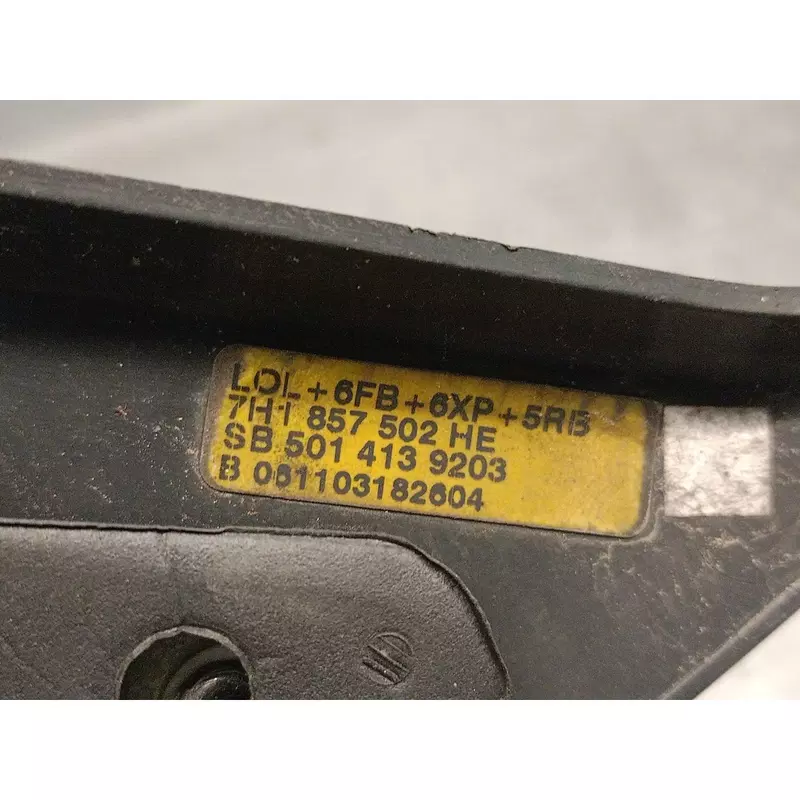 LOL+6FB+6XP+5RB
7H1 857 502 HE
SB 501 413 9203
B 081103182604